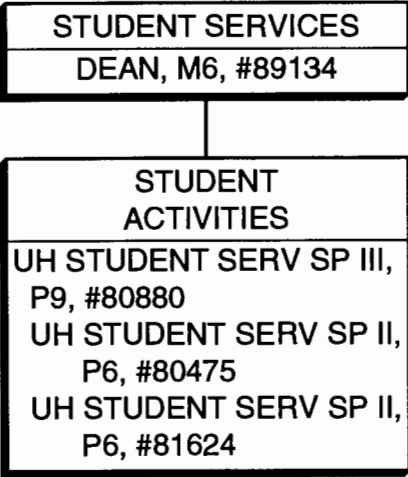 STUDENT SERVICES
DEAN, M6, #89134
STUDENT
ACTIVITIES
UH STUDENT SERV SP III,
P9, #80880
UH STUDENT SERV SP II,
P6, #80475
UH STUDENT SERV SP II,
P6, #81624